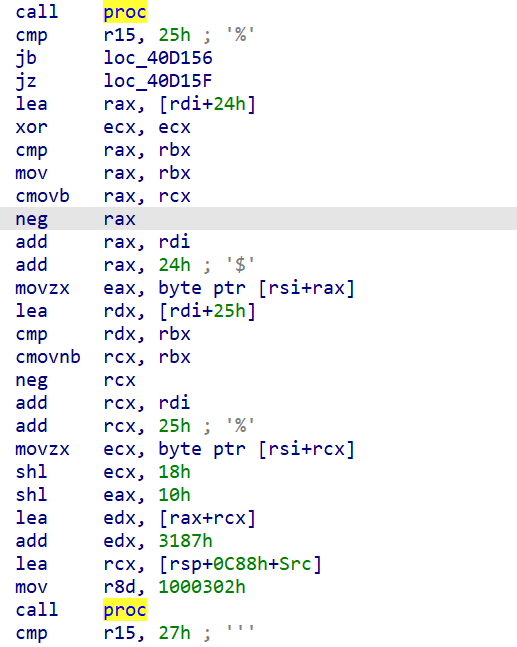 call proc
cmp r15, 25h ; '%'
jb loc_40D156
jz loc_40D15F
lea rax, [rdi+24h]
xor ecx, ecx
cmp rax, rbx
mov rax, rbx
cmovb rax, rcx
neg rax
add rax, rdi
add rax, 24h ; '$'
movzx eax, byte ptr [rsi+rax]
lea rdx, [rdi+25h]
cmp rdx, rbx
cmovnb rcx, rbx
neg rcx
add rcx, rdi
add rcx, 25h ; '%'
movzx ecx, byte ptr [rsi+rcx]
shl ecx, 18h
shl eax, 10h
lea edx, [rax+rcx]
add edx, 3187h
lea rcx, [rsp+0C88h+Src]
mov r8d, 1000302h
call proc
cmp r15, 27h ; '''